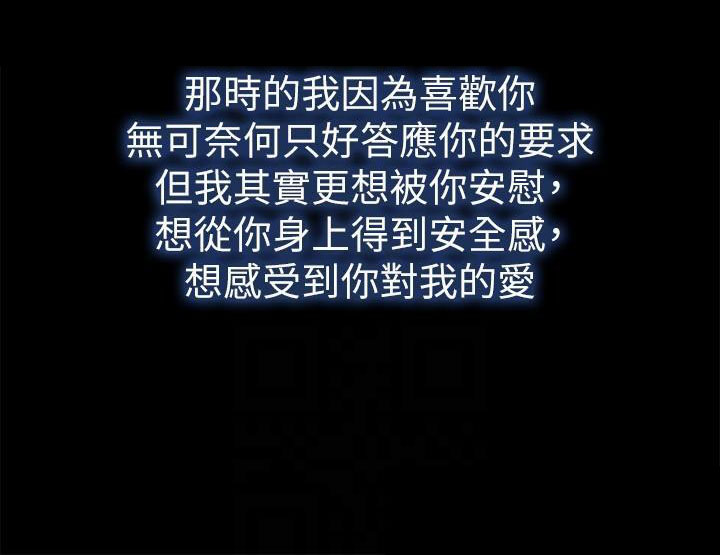 那時的我因為喜歡你
無可奈何只好答應你的要求
但我其實更想被你安慰，
想從你身上得到安全感，
想感受到你對我的愛